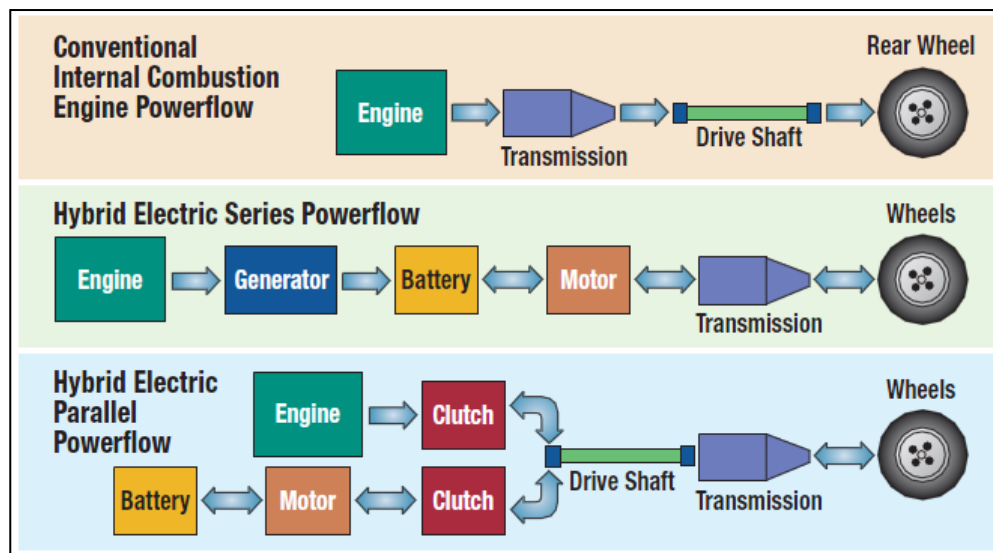 Conventional
Internal Combustion
Engine Powerflow
Engine
Transmission
Drive Shaft
Rear Wheel
Hybrid Electric Series Powerflow
Engine
Generator
Battery
Motor
Transmission
Wheels
Hybrid Electric
Parallel
Powerflow
Engine
Clutch
Battery
Motor
Clutch
Drive Shaft
Transmission
Wheels